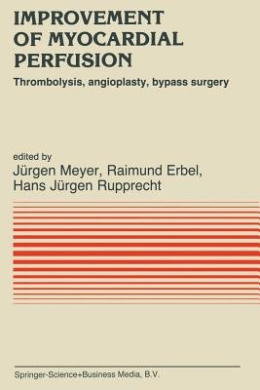 IMPROVEMENT
OF MYOCARDIAL
PERFUSION
Thrombolysis, angioplasty, bypass surgery
edited by
Jürgen Meyer, Raimund Erbel,
Hans Jürgen Rupprecht
Springer-Science+Business Media, B.V.